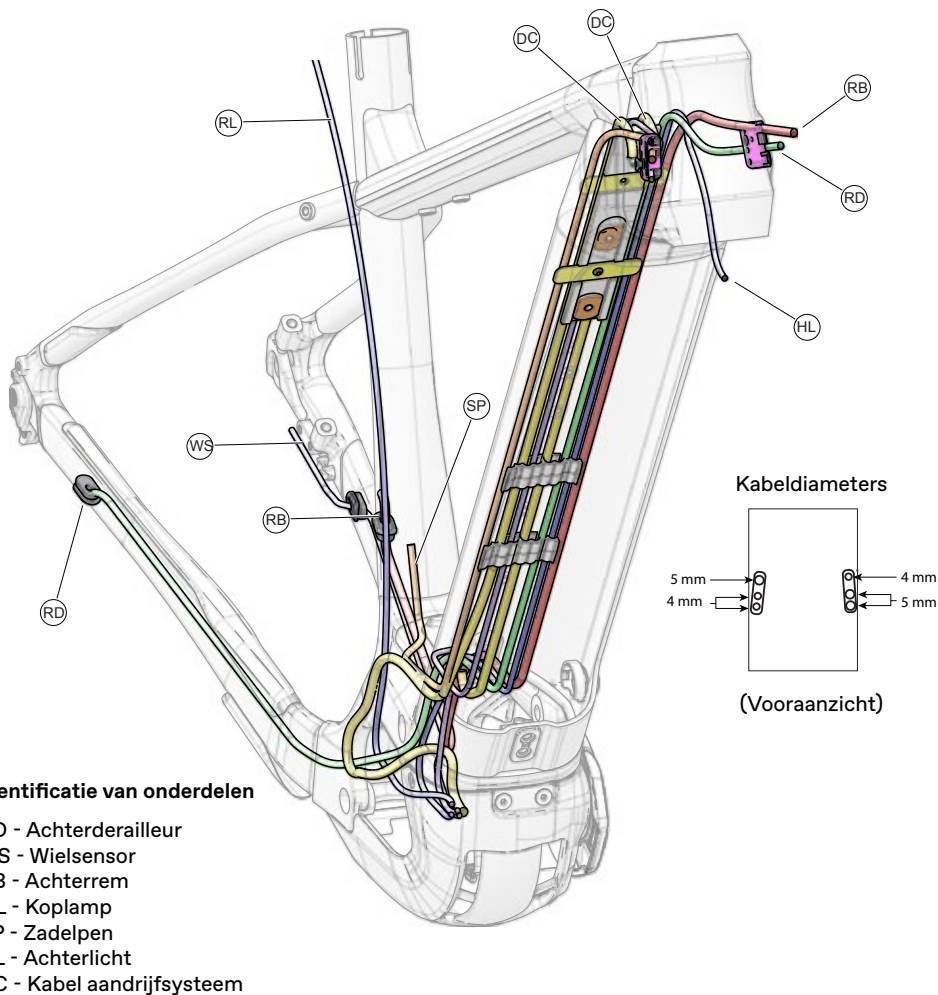 DC
DC
RB
RL
RD
HL
SP
WS
RB
RD
Kabeldiameters
5 mm
4 mm
4 mm
5 mm
(Vooraanzicht)
entificatie van onderdelen
D - Achterderailleur
S - Wielsensor
B - Achterrem
L - Koplamp
P - Zadelpen
L - Achterlicht
C - Kabel aandrijfsysteem